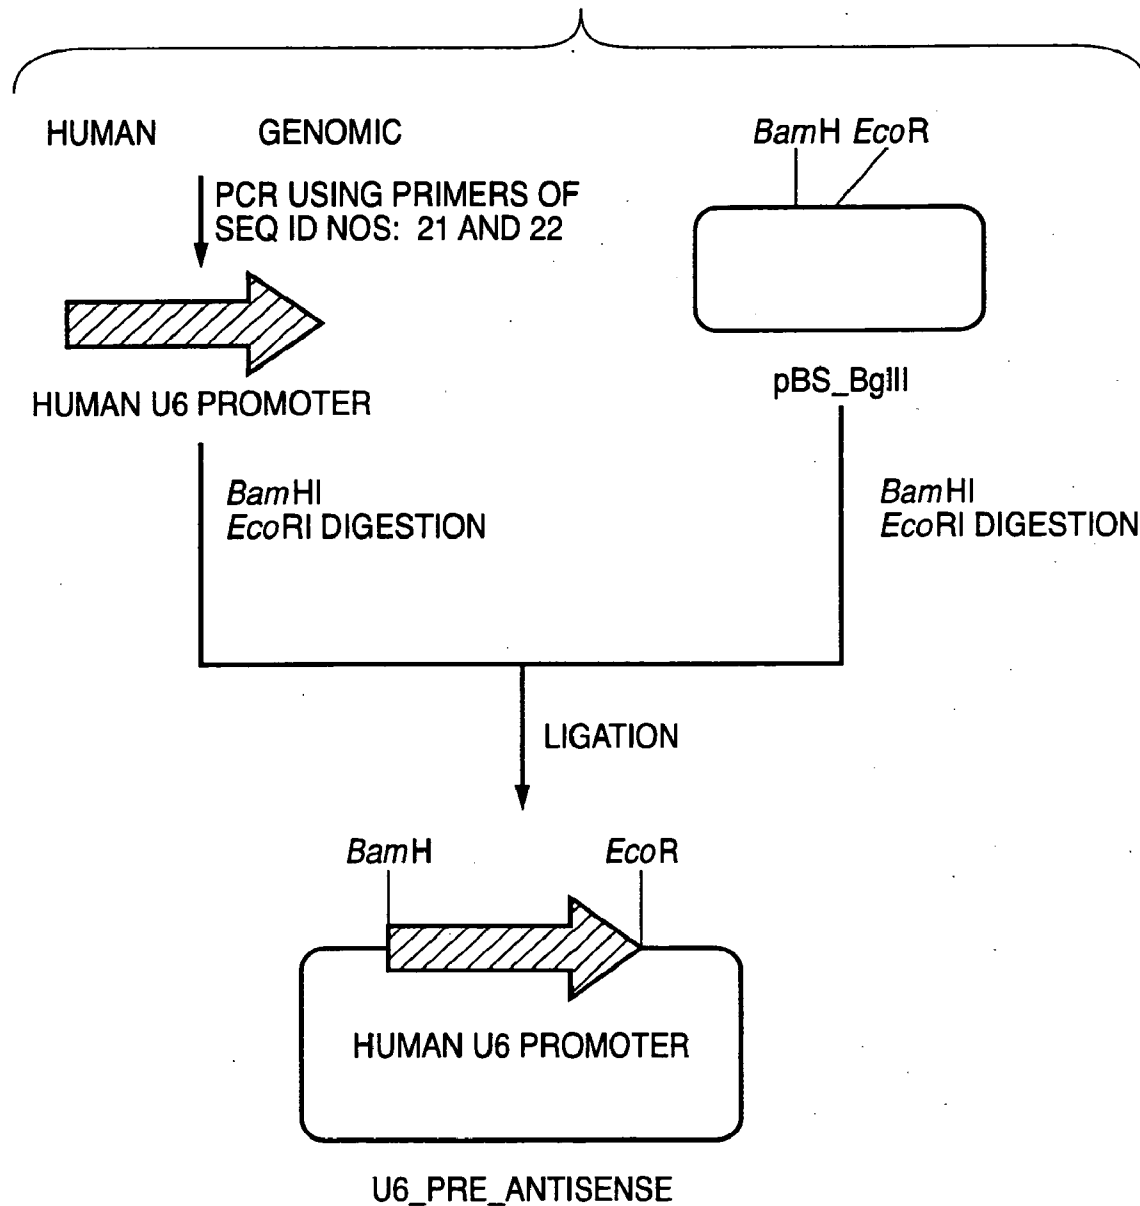 HUMAN GENOMIC
BamH EcoR
PCR USING PRIMERS OF
SEQ ID NOS: 21 AND 22
HUMAN U6 PROMOTER
pBS_BglII
BamHI
EcoRI DIGESTION
BamHI
EcoRI DIGESTION
LIGATION
BamH EcoR
HUMAN U6 PROMOTER
U6_PRE_ANTISENSE